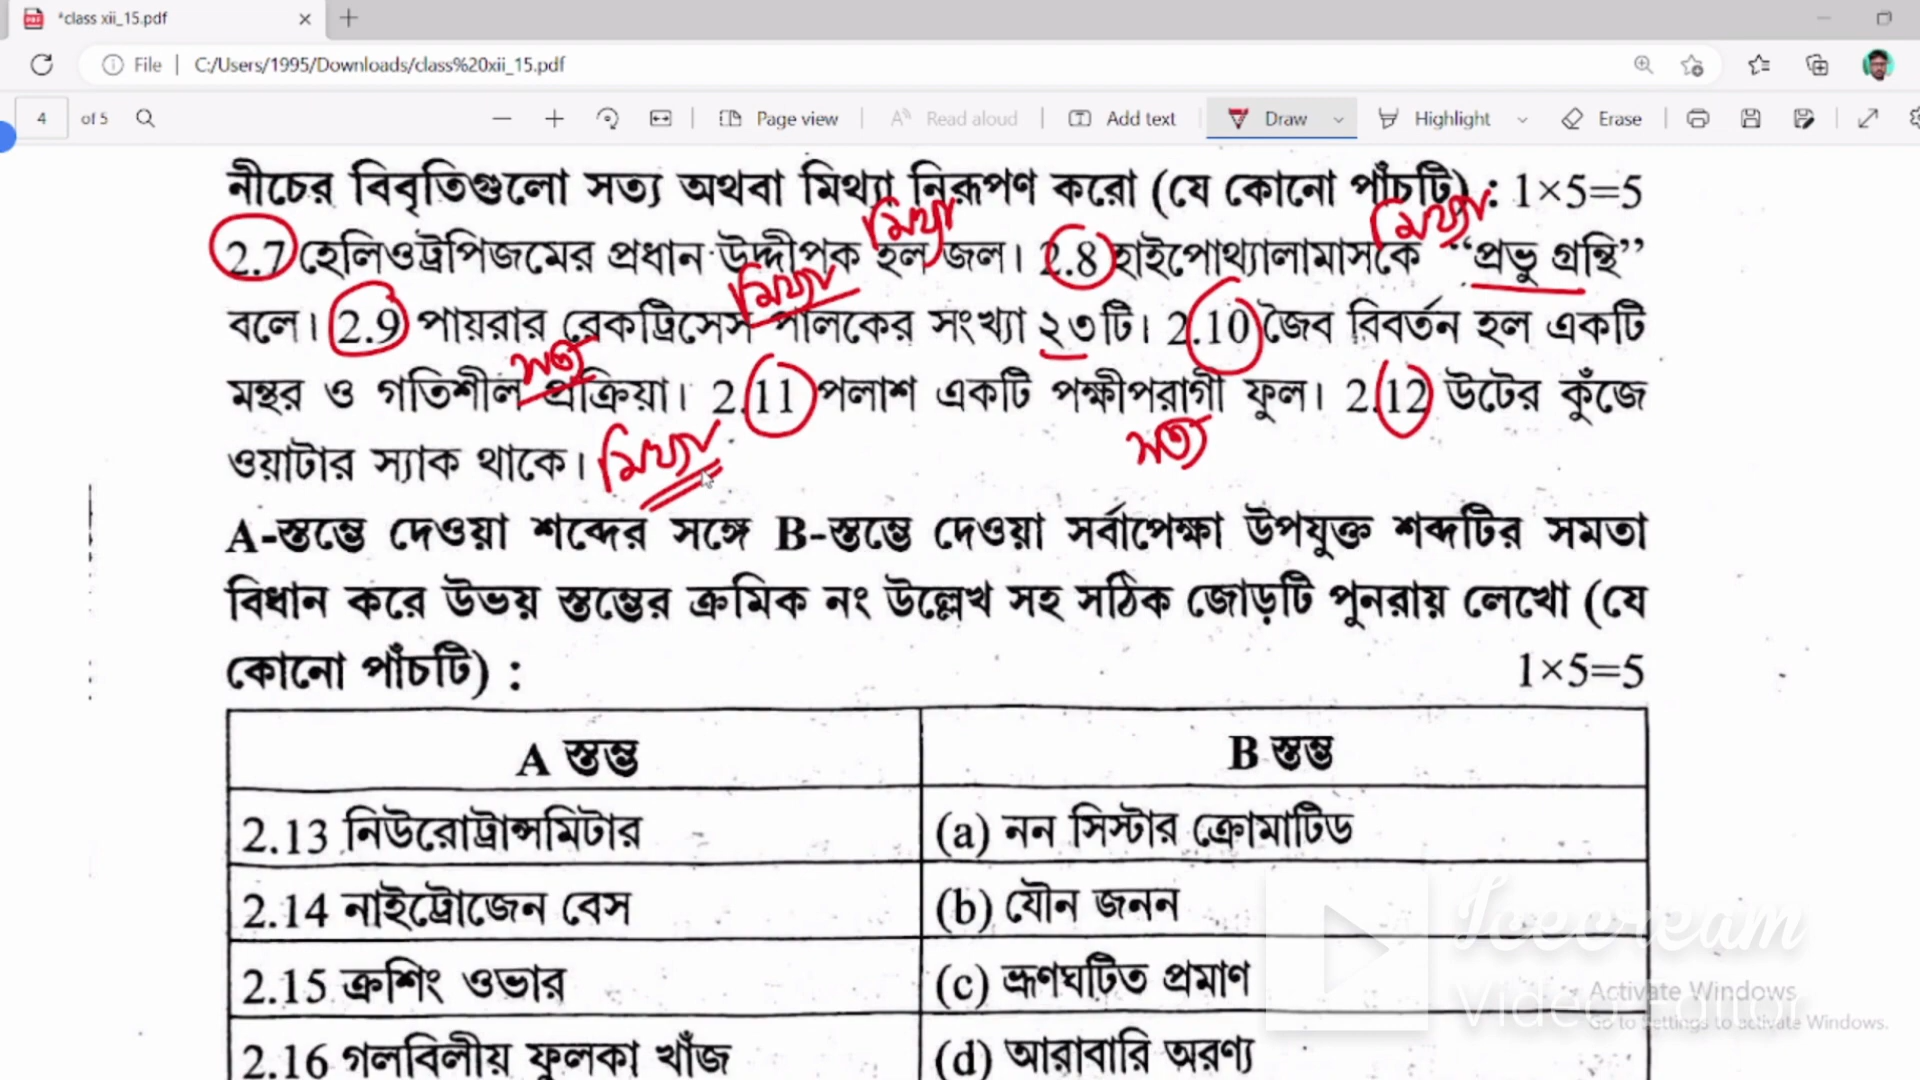 *class xii_15.pdf
File | C:/Users/1995/Downloads/class%20xii_15.pdf
4 of 5 Page view Read aloud Add text Draw Highlight Erase
নীচের বিবৃতিগুলো সত্য অথবা মিথ্যা নিরূপণ করো (যে কোনো পাঁচটি) : 1×5=5
মিথ্যা মিথ্যা
2.7 হেলিওট্রপিজমের প্রধান উদ্দীপক হল জল। 2.8 হাইপোথ্যালামাসকে “প্রভু গ্রন্থি”
মিথ্যা
বলে। 2.9 পায়রার রেকট্রিসেস পালকের সংখ্যা ২৩টি। 2.10 জৈব বিবর্তন হল একটি
সত্য
মন্থর ও গতিশীল প্রক্রিয়া। 2.11 পলাশ একটি পক্ষীপরাগী ফুল। 2.12 উটের কুঁজে
ওয়াটার স্যাক থাকে। মিথ্যা সত্য
A-স্তম্ভে দেওয়া শব্দের সঙ্গে B-স্তম্ভে দেওয়া সর্বাপেক্ষা উপযুক্ত শব্দটির সমতা
বিধান করে উভয় স্তম্ভের ক্রমিক নং উল্লেখ সহ সঠিক জোড়টি পুনরায় লেখো (যে
কোনো পাঁচটি) : 1×5=5
A স্তম্ভ B স্তম্ভ
2.13 নিউরোট্রান্সমিটার (a) নন সিস্টার ক্রোমাটিড
2.14 নাইট্রোজেন বেস (b) যৌন জনন
2.15 ক্রশিং ওভার (c) ভ্রূণঘটিত প্রমাণ
2.16 গলবিলীয় ফুলকা খাঁজ (d) আরাবারি অরণ্য
Icecream
Video Editor
Activate Windows
Go to Settings to activate Windows.